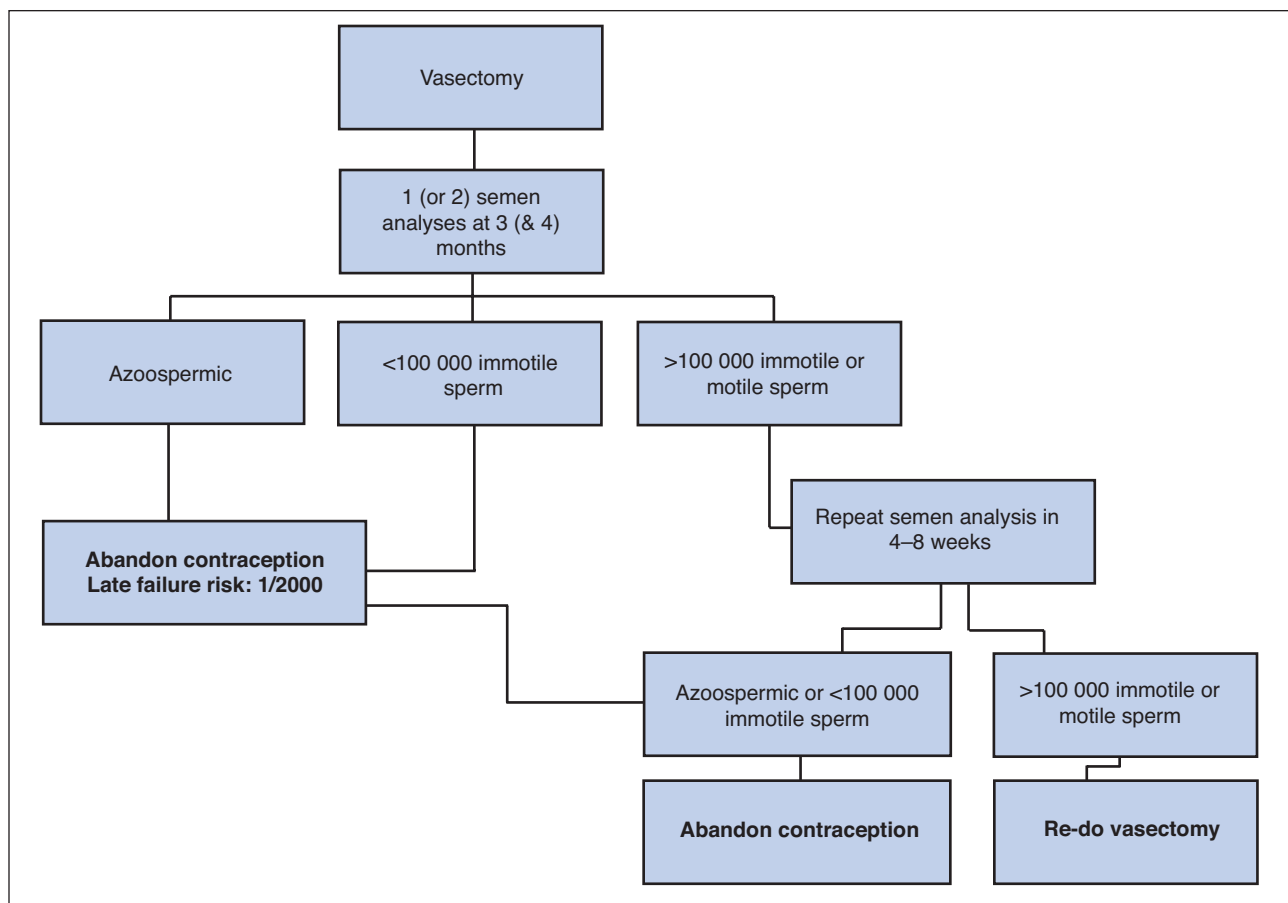 Vasectomy
1 (or 2) semen
analyses at 3 (& 4)
months
Azoospermic
<100 000 immotile
sperm
>100 000 immotile or
motile sperm
Repeat semen analysis in
4–8 weeks
Abandon contraception
Late failure risk: 1/2000
Azoospermic or <100 000
immotile sperm
>100 000 immotile or
motile sperm
Abandon contraception
Re-do vasectomy